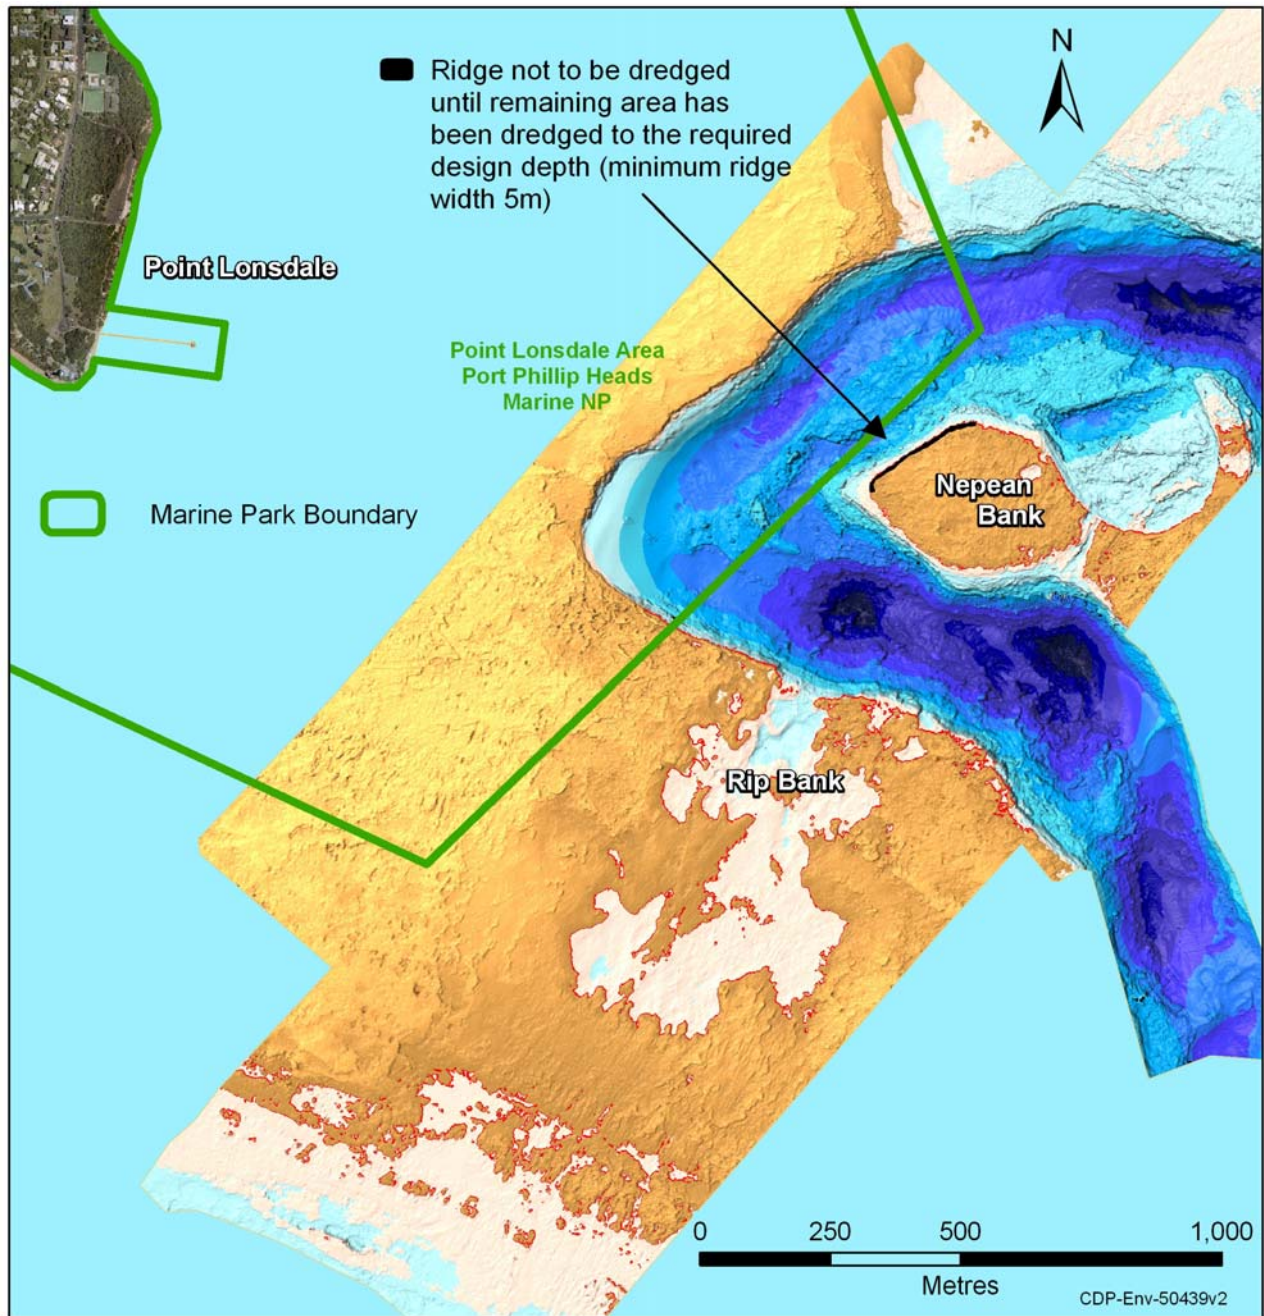 N
Ridge not to be dredged
until remaining area has
been dredged to the required
design depth (minimum ridge
width 5m)
Point Lonsdale
Point Lonsdale Area
Port Phillip Heads
Marine NP
Nepean
Bank
Marine Park Boundary
Rip Bank
0 250 500 1,000
Metres
CDP-Env-50439v2